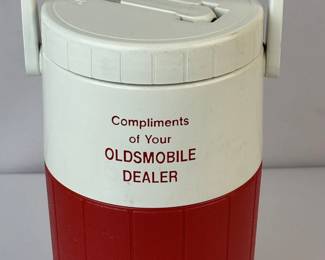 Compliments
of Your
OLDSMOBILE
DEALER